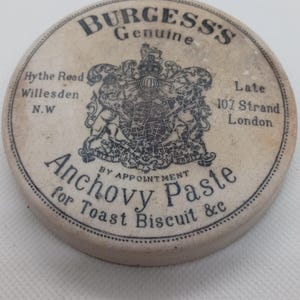 BURGESS'S
Genuine
Hythe Road
Willesden
N.W
Late
107 Strand
London
BY APPOINTMENT
Anchovy Paste
for Toast Biscuit &c